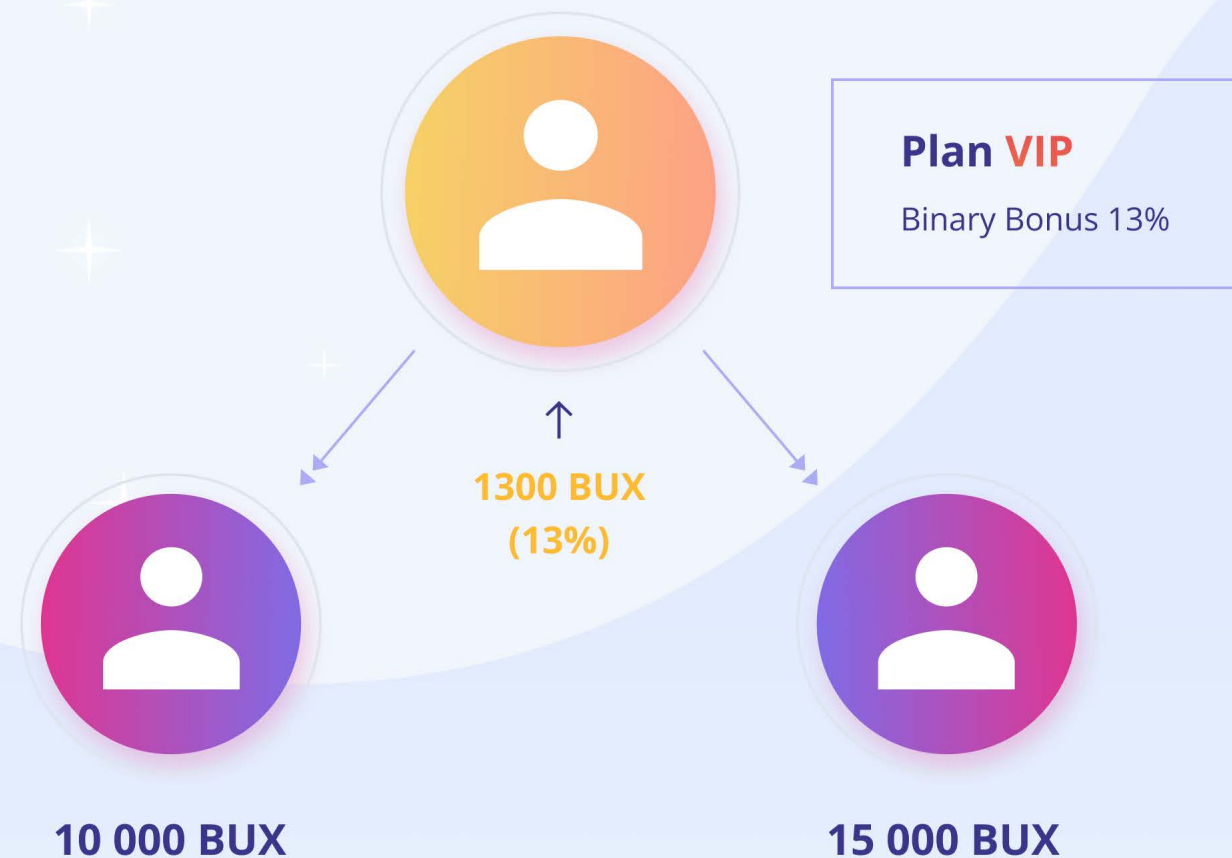 Plan VIP
Binary Bonus 13%
1300 BUX
(13%)
10 000 BUX
15 000 BUX